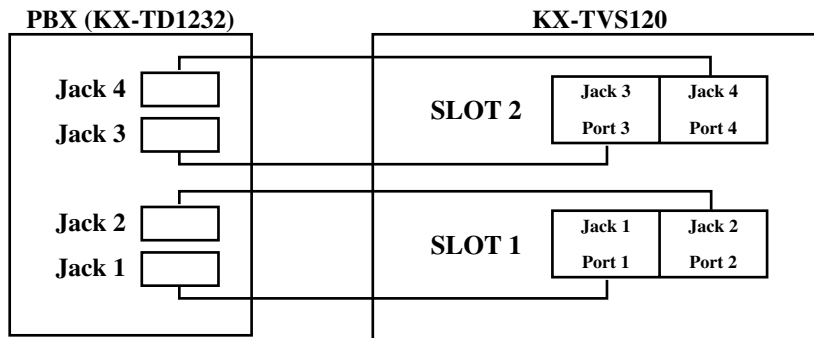 PBX (KX-TD1232)
KX-TVS120
Jack 4
Jack 3
SLOT 2
Jack 3
Jack 4
Port 3
Port 4
Jack 2
Jack 1
SLOT 1
Jack 1
Jack 2
Port 1
Port 2